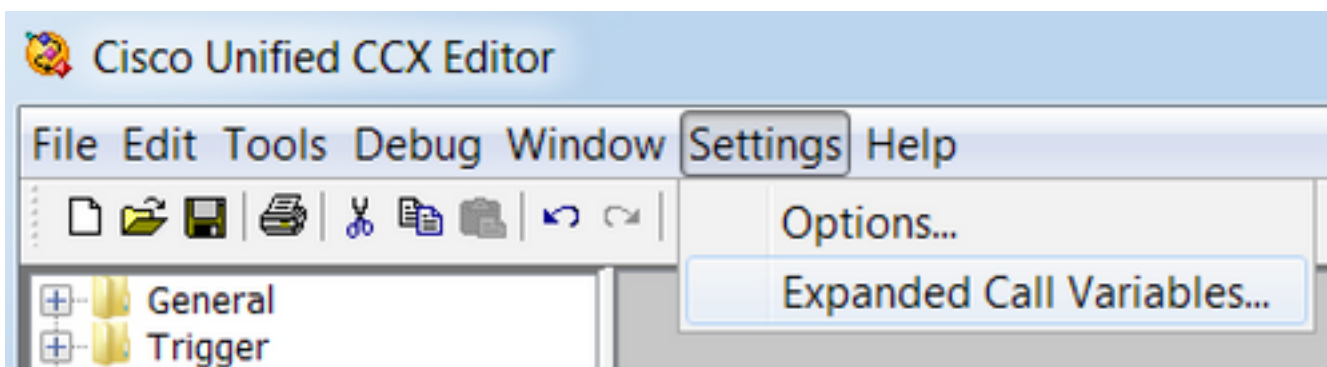 Cisco Unified CCX Editor
File Edit Tools Debug Window Settings Help
Options...
Expanded Call Variables...
General
Trigger